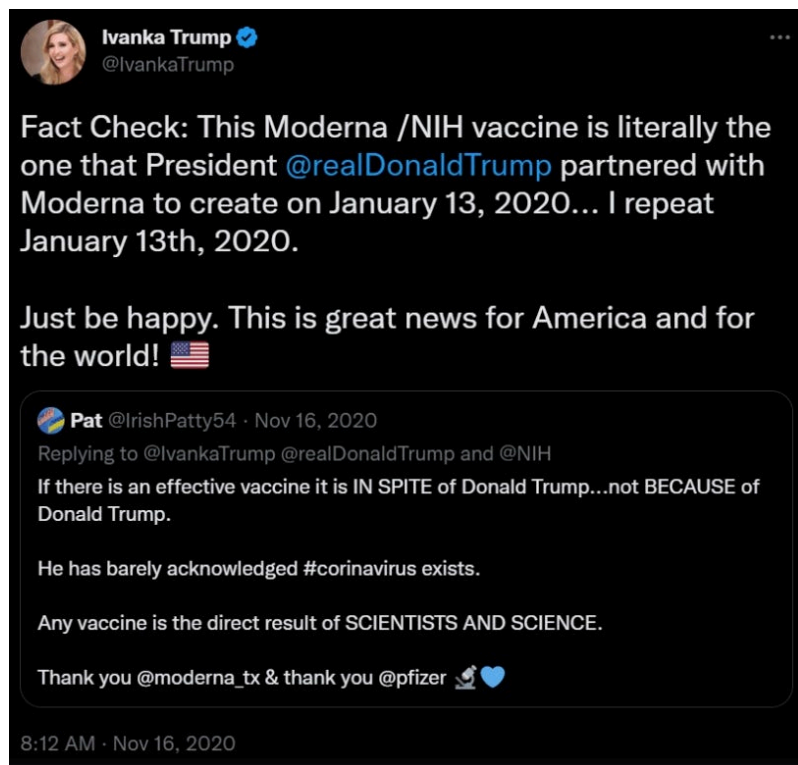 Ivanka Trump
@IvankaTrump
Fact Check: This Moderna /NIH vaccine is literally the
one that President @realDonaldTrump partnered with
Moderna to create on January 13, 2020... I repeat
January 13th, 2020.
Just be happy. This is great news for America and for
the world! 🇺🇸
Pat @IrishPatty54 · Nov 16, 2020
Replying to @IvankaTrump @realDonaldTrump and @NIH
If there is an effective vaccine it is IN SPITE of Donald Trump...not BECAUSE of
Donald Trump.
He has barely acknowledged #corinavirus exists.
Any vaccine is the direct result of SCIENTISTS AND SCIENCE.
Thank you @moderna_tx & thank you @pfizer 🔬💙
8:12 AM · Nov 16, 2020